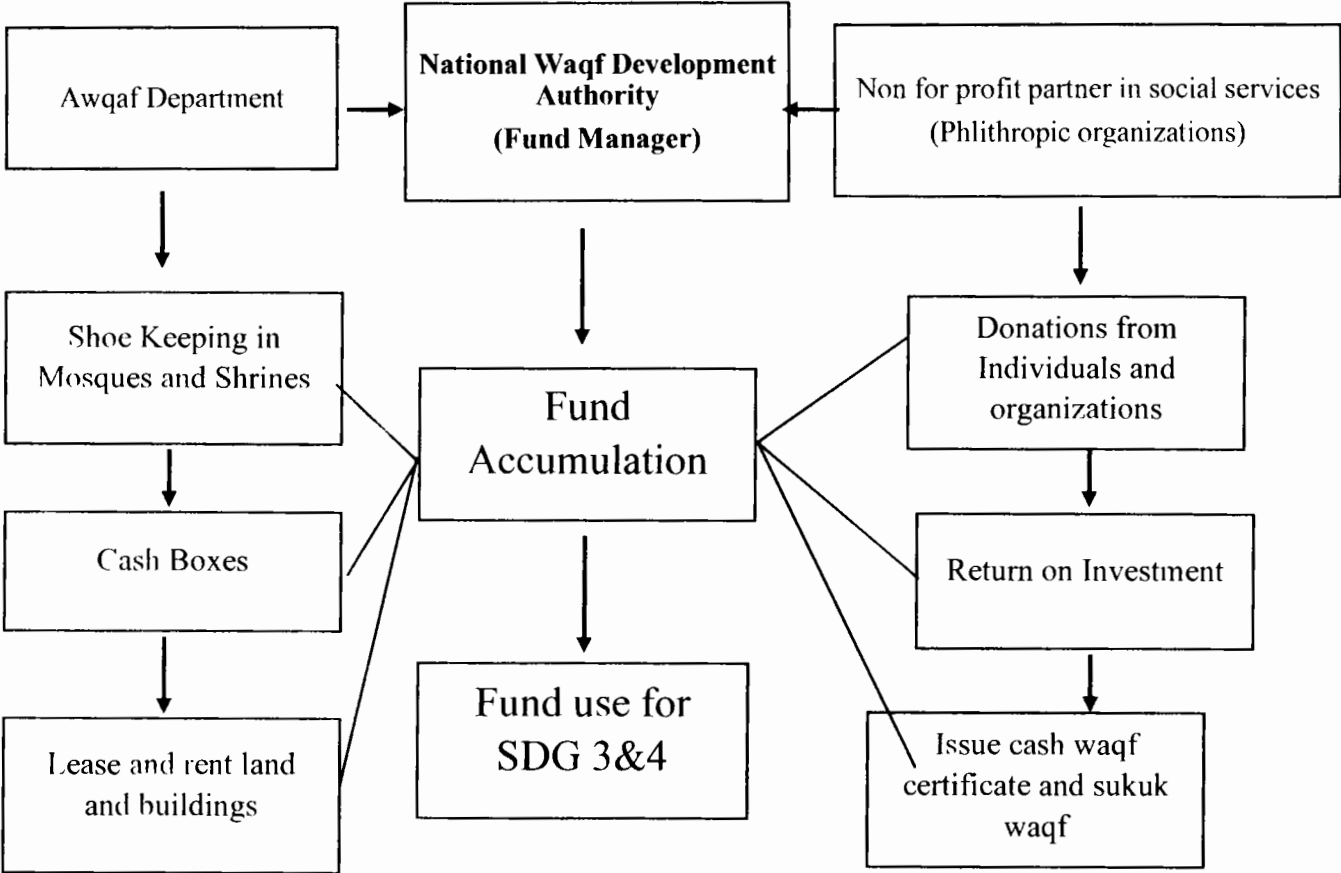 Awqaf Department
National Waqf Development
Authority
(Fund Manager)
Non for profit partner in social services
(Phlithropic organizations)
Shoe Keeping in
Mosques and Shrines
Fund
Accumulation
Donations from
Individuals and
organizations
Cash Boxes
Return on Investment
Lease and rent land
and buildings
Fund use for
SDG 3&4
Issue cash waqf
certificate and sukuk
waqf